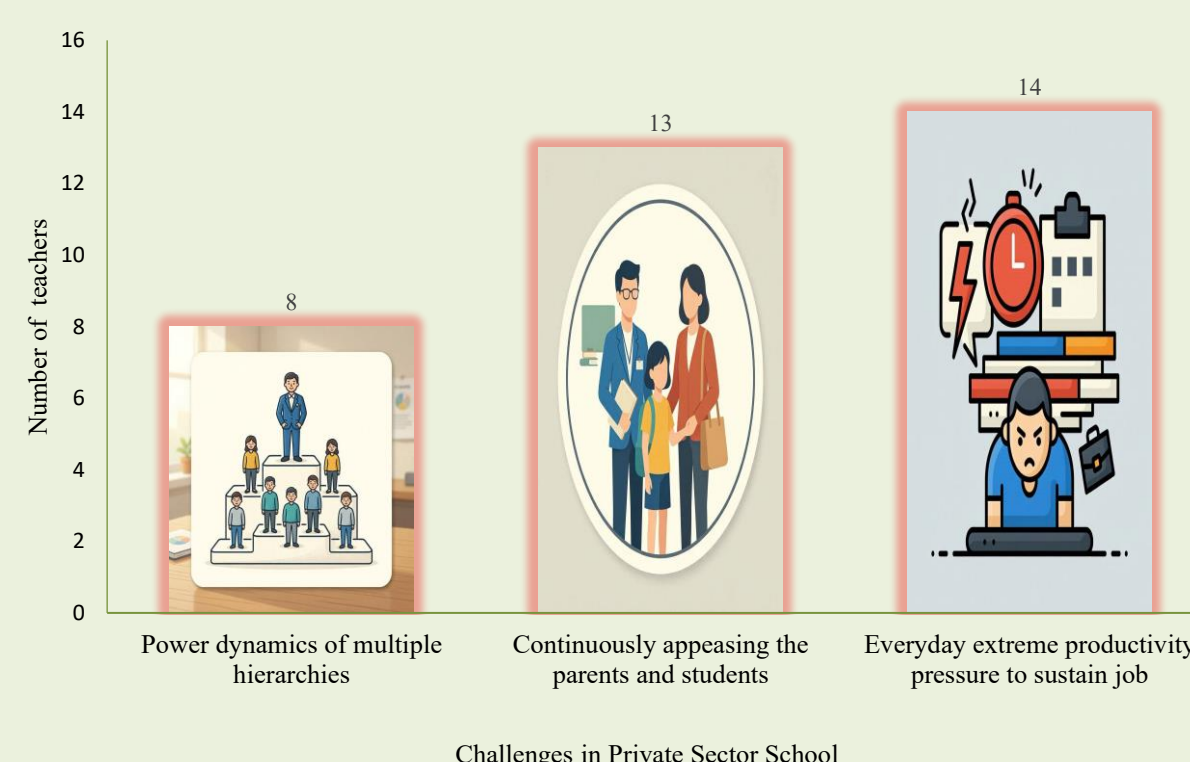 16
14
12
10
8
6
4
2
0
Number of teachers
8
13
14
Power dynamics of multiple
hierarchies
Continuously appeasing the
parents and students
Everyday extreme productivity
pressure to sustain job
Challenges in Private Sector School